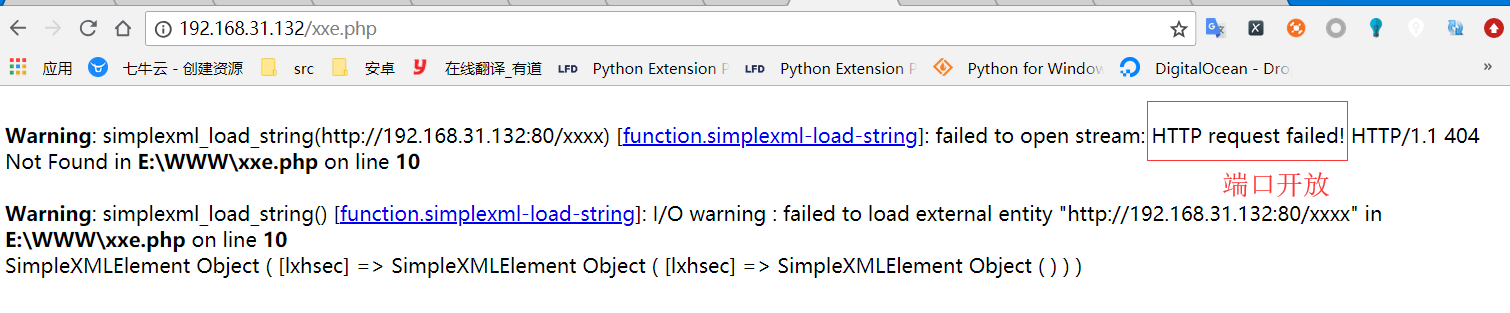 192.168.31.132/xxe.php
应用 七牛云 - 创建资源 src 安卓 在线翻译_有道 LFD Python Extension P LFD Python Extension P Python for Window DigitalOcean - Dro »
Warning: simplexml_load_string(http://192.168.31.132:80/xxxx) [function.simplexml-load-string]: failed to open stream: HTTP request failed! HTTP/1.1 404
Not Found in E:\WWW\xxe.php on line 10
端口开放
Warning: simplexml_load_string() [function.simplexml-load-string]: I/O warning : failed to load external entity "http://192.168.31.132:80/xxxx" in
E:\WWW\xxe.php on line 10
SimpleXMLElement Object ( [lxhsec] => SimpleXMLElement Object ( [lxhsec] => SimpleXMLElement Object ( ) ) )